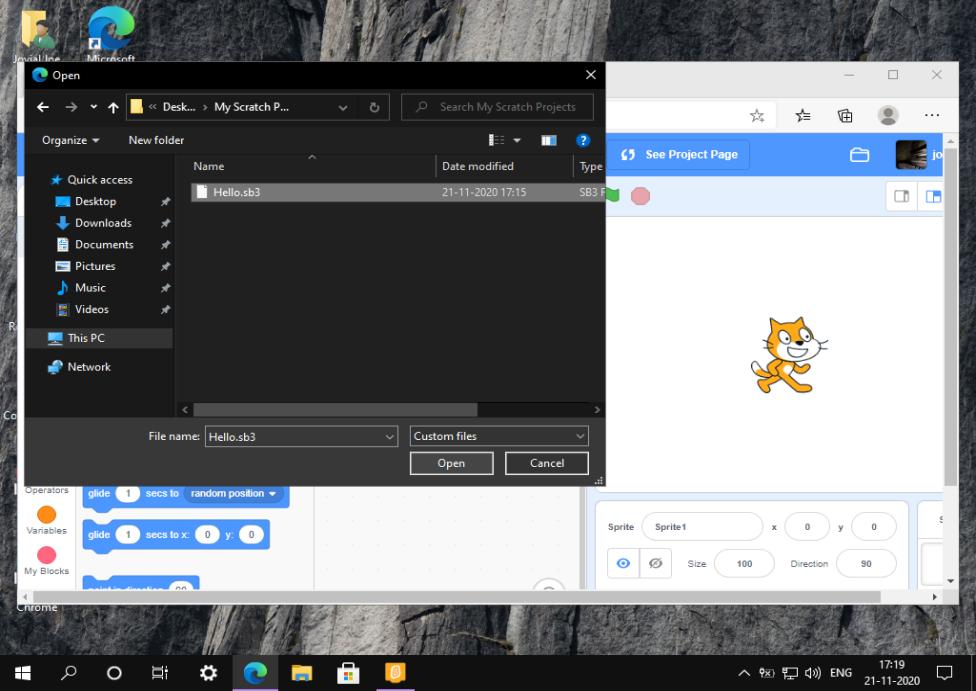 Microsoft
Open
Desk... My Scratch P...
Search My Scratch Projects
Organize
New folder
Name
Date modified
Type
Quick access
Hello.sb3
21-11-2020 17:15
SB3 F
Desktop
Downloads
Documents
Pictures
Music
Videos
This PC
Network
File name:
Hello.sb3
Custom files
Open
Cancel
See Project Page
jo
Operators
glide 1 secs to random position
Variables
glide 1 secs to x: 0 y: 0
My Blocks
Sprite
Sprite1
x
0
y
0
Size
100
Direction
90
Chrome
ENG
17:19
21-11-2020